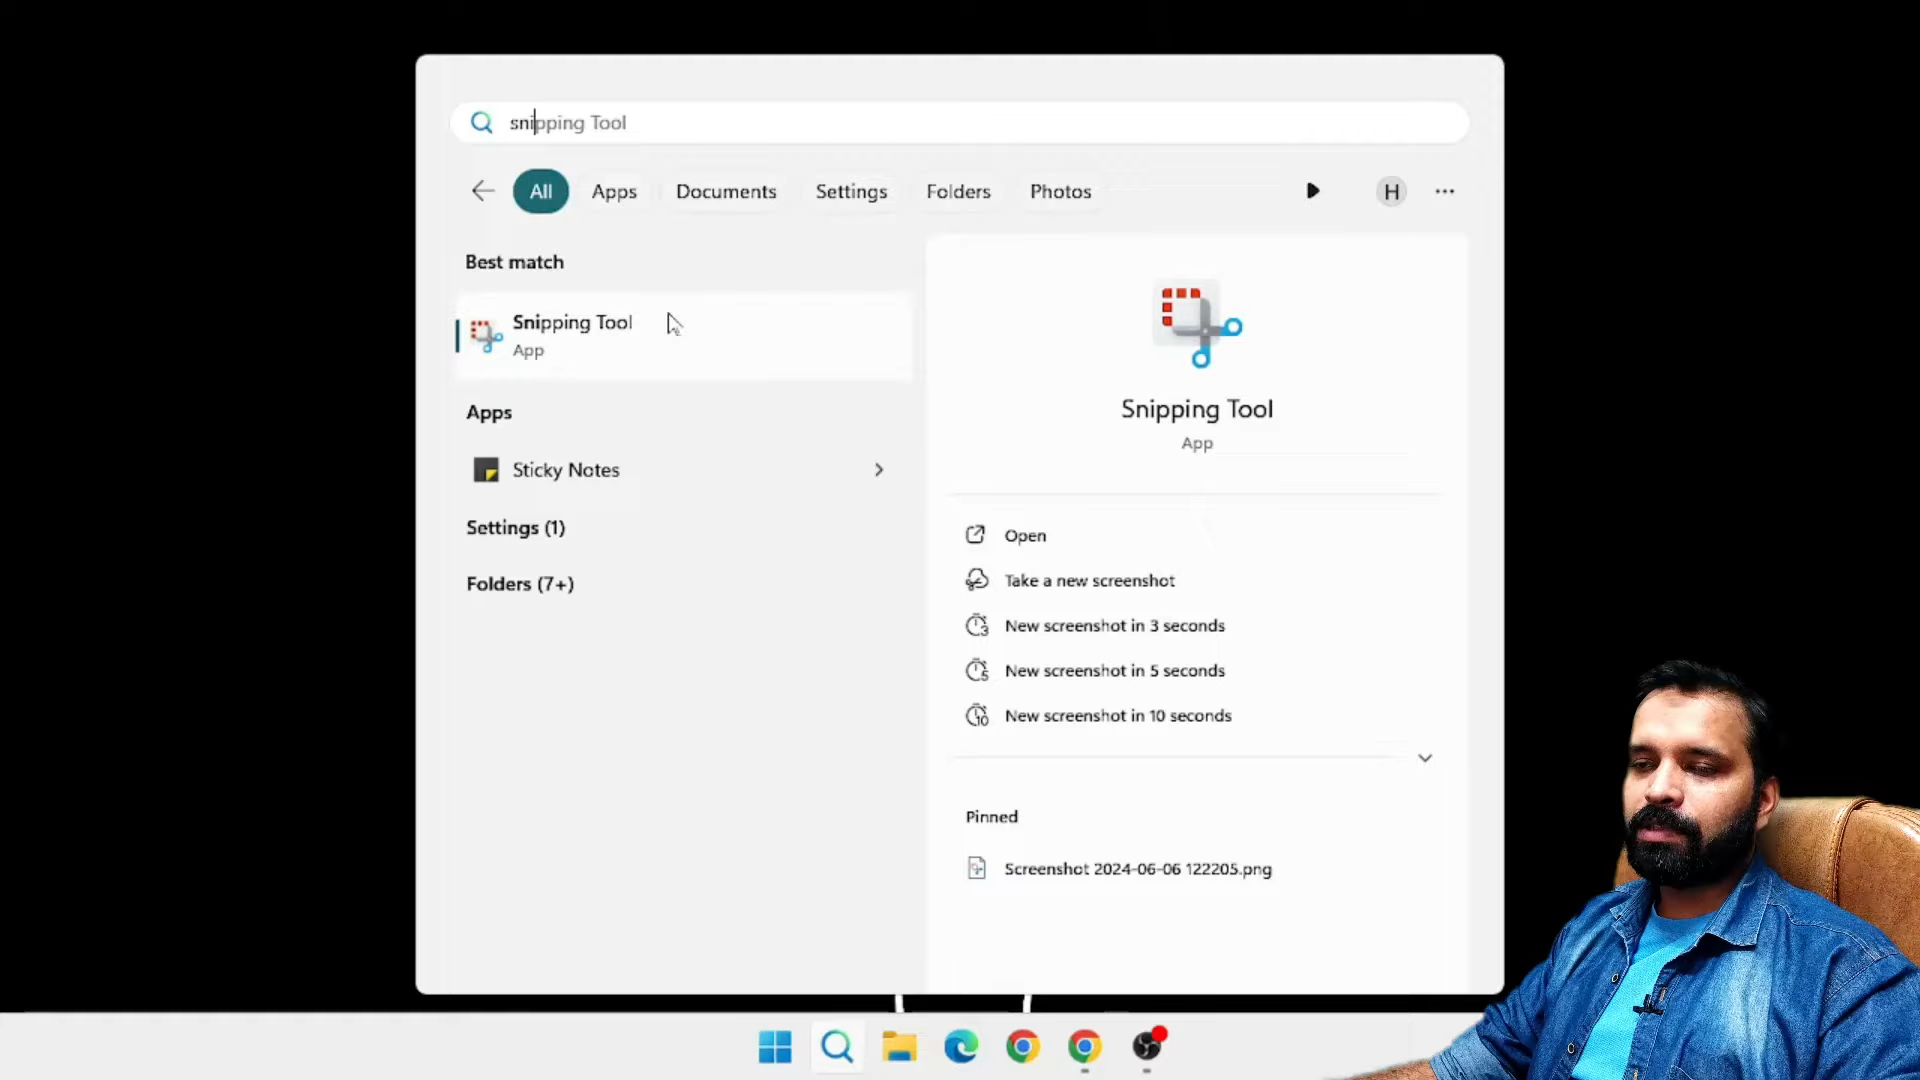 snipping Tool
All Apps Documents Settings Folders Photos H
Best match
Snipping Tool
App
Apps
Sticky Notes
Settings (1)
Folders (7+)
Snipping Tool
App
Open
Take a new screenshot
New screenshot in 3 seconds
New screenshot in 5 seconds
New screenshot in 10 seconds
Pinned
Screenshot 2024-06-06 122205.png